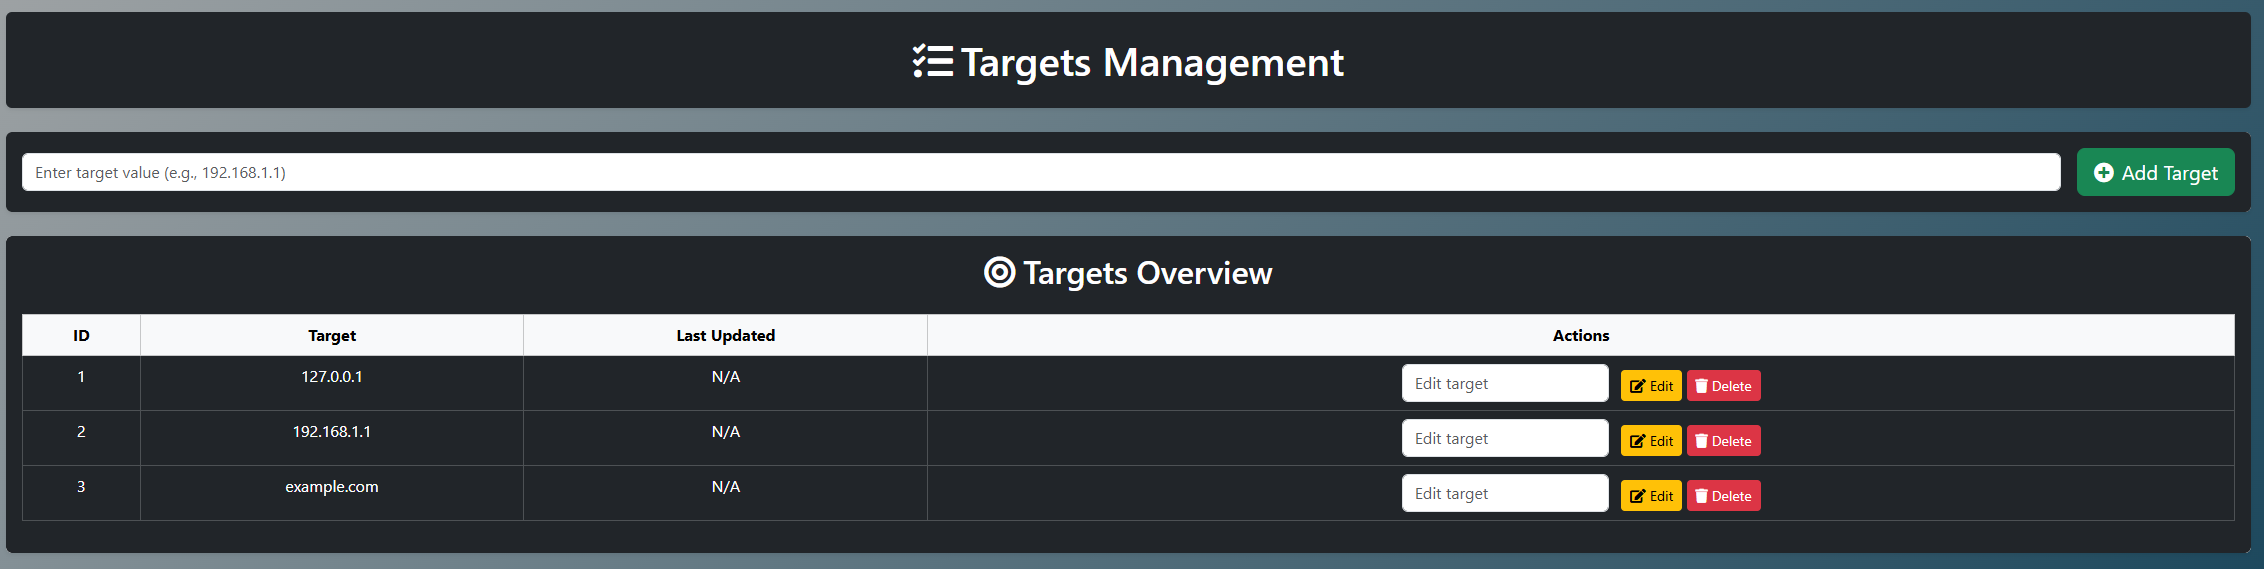 Targets Management
Enter target value (e.g., 192.168.1.1)
Add Target
Targets Overview
ID Target Last Updated Actions
1 127.0.0.1 N/A Edit target Edit Delete
2 192.168.1.1 N/A Edit target Edit Delete
3 example.com N/A Edit target Edit Delete